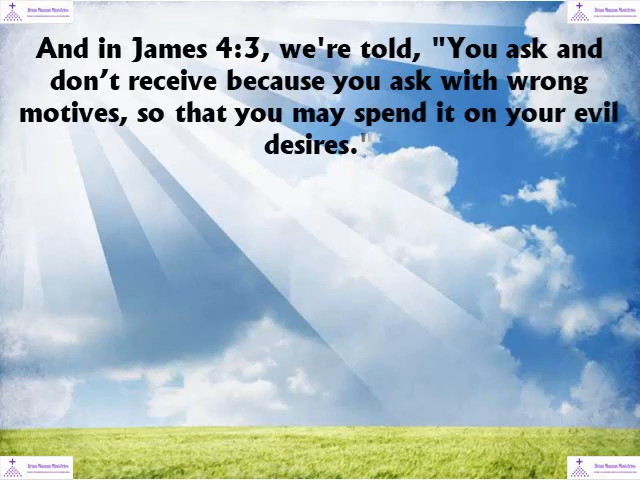 And in James 4:3, we're told, "You ask and
don’t receive because you ask with wrong
motives, so that you may spend it on your evil
desires."